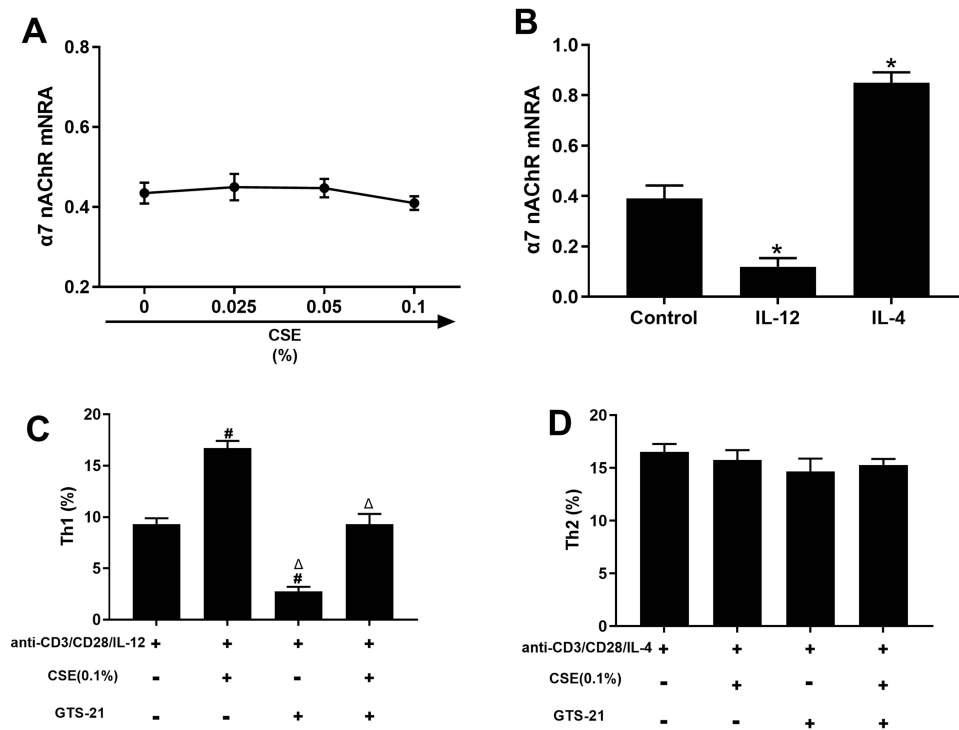 A
α7 nAChR mNRA
0.8
0.6
0.4
0.2
0 0.025 0.05 0.1
CSE
(%)
B
α7 nAChR mNRA
1.0
0.8
0.6
0.4
0.2
0.0
* *
Control IL-12 IL-4
C
Th1 (%)
20
15
10
5
0
#
Δ
#
Δ
anti-CD3/CD28/IL-12 + + + +
CSE(0.1%) - + - +
GTS-21 - - + +
D
Th2 (%)
20
15
10
5
0
anti-CD3/CD28/IL-4 + + + +
CSE(0.1%) - + - +
GTS-21 - - + +